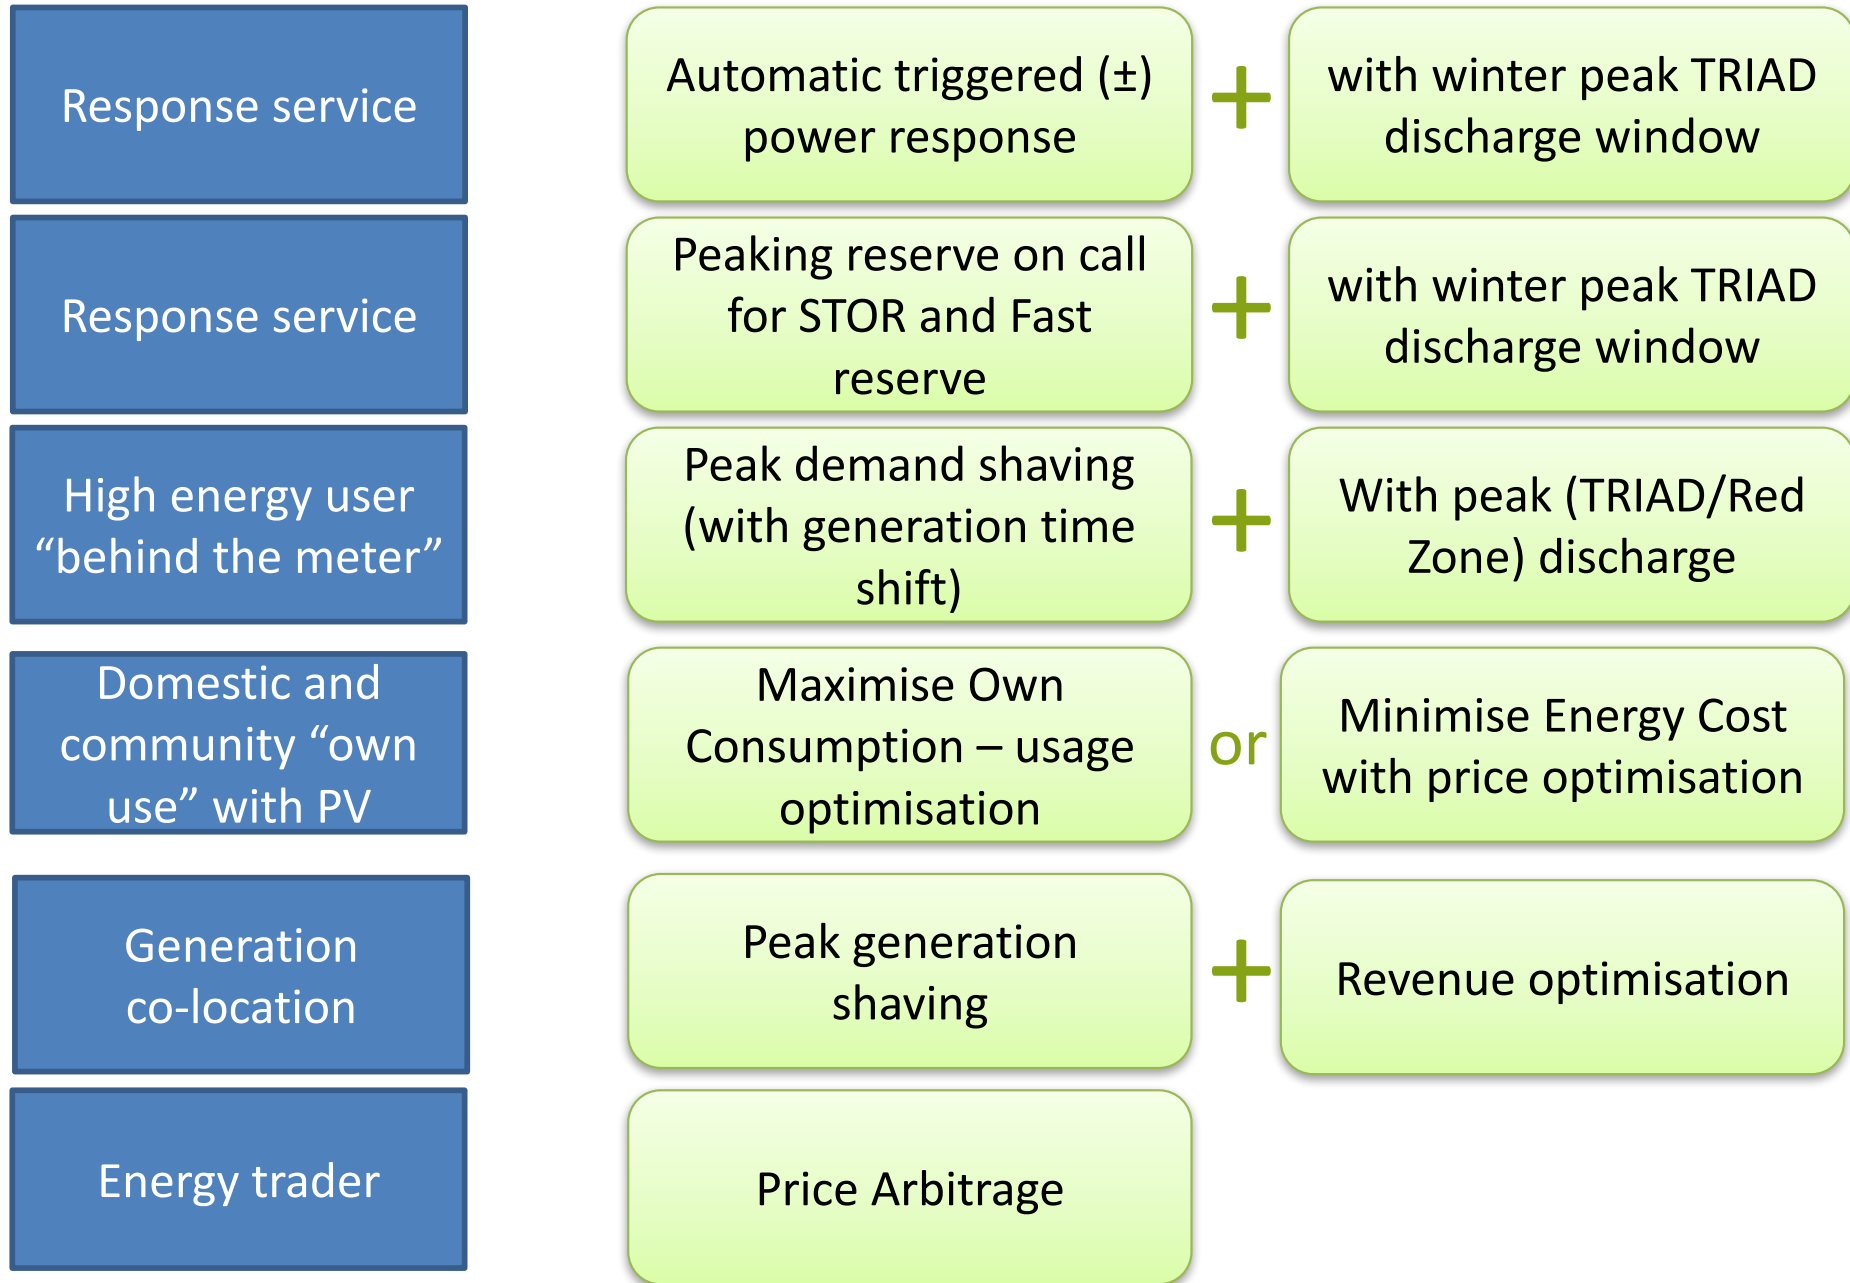 Response service
Automatic triggered (±)
power response
+
with winter peak TRIAD
discharge window
Response service
Peaking reserve on call
for STOR and Fast
reserve
+
with winter peak TRIAD
discharge window
High energy user
“behind the meter”
Peak demand shaving
(with generation time
shift)
+
With peak (TRIAD/Red
Zone) discharge
Domestic and
community “own
use” with PV
Maximise Own
Consumption – usage
optimisation
or
Minimise Energy Cost
with price optimisation
Generation
co-location
Peak generation
shaving
+
Revenue optimisation
Energy trader
Price Arbitrage